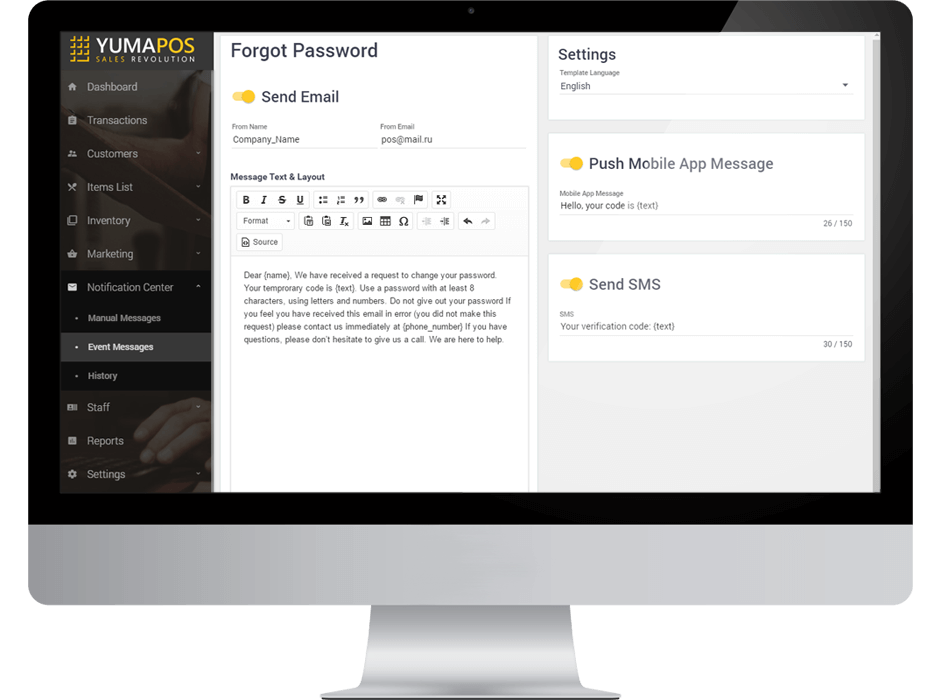 YUMAPOS
SALES REVOLUTION
Dashboard
Transactions
Customers
Items List
Inventory
Marketing
Notification Center
Manual Messages
Event Messages
History
Staff
Reports
Settings
Forgot Password
Send Email
From Name
From Email
Company_Name
pos@mail.ru
Message Text & Layout
B I S U
Format
Source
Dear {name}, We have received a request to change your password.
Your temprorary code is {text}. Use a password with at least 8
characters, using letters and numbers. Do not give out your password If
you feel you have received this email in error (you did not make this
request) please contact us immediately at {phone_number} If you have
questions, please don't hesitate to give us a call. We are here to help.
Settings
Template Language
English
Push Mobile App Message
Mobile App Message
Hello, your code is {text}
26 / 150
Send SMS
SMS
Your verification code: {text}
30 / 150